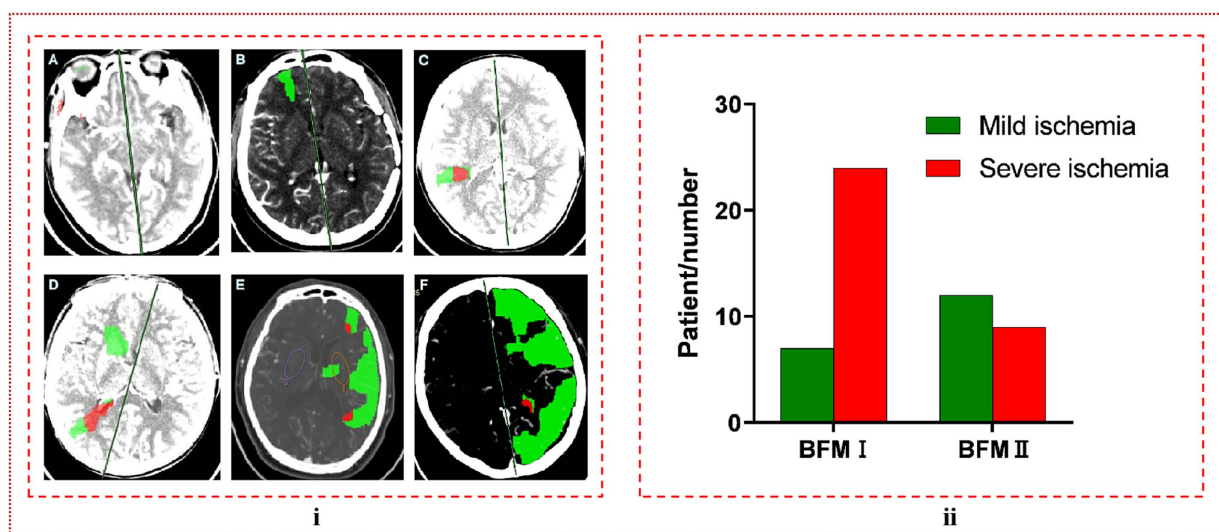 A
B
C
D
E
F
i
Patient/number
30
20
10
0
Mild ischemia
Severe ischemia
BFM Ⅰ
BFM Ⅱ
ii